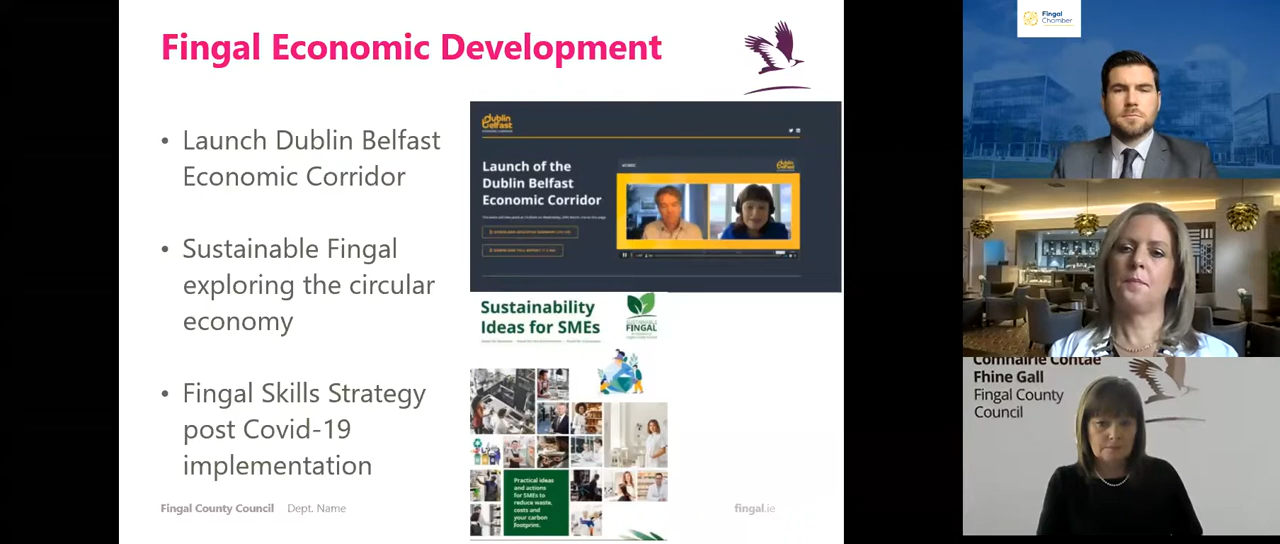 Fingal Economic Development
• Launch Dublin Belfast
Economic Corridor
• Sustainable Fingal
exploring the circular
economy
• Fingal Skills Strategy
post Covid-19
implementation
Fingal County Council Dept. Name
fingal.ie
dublin
belfast
Launch of the
Dublin Belfast
Economic Corridor
dublin
belfast
Sustainability
Ideas for SMEs
SUSTAINABLE
FINGAL
Practical ideas
and actions
for SMEs to
reduce waste,
costs and
your carbon
footprint.
Fingal
Chamber
Comhairle Contae
Fhine Gall
Fingal County
Council